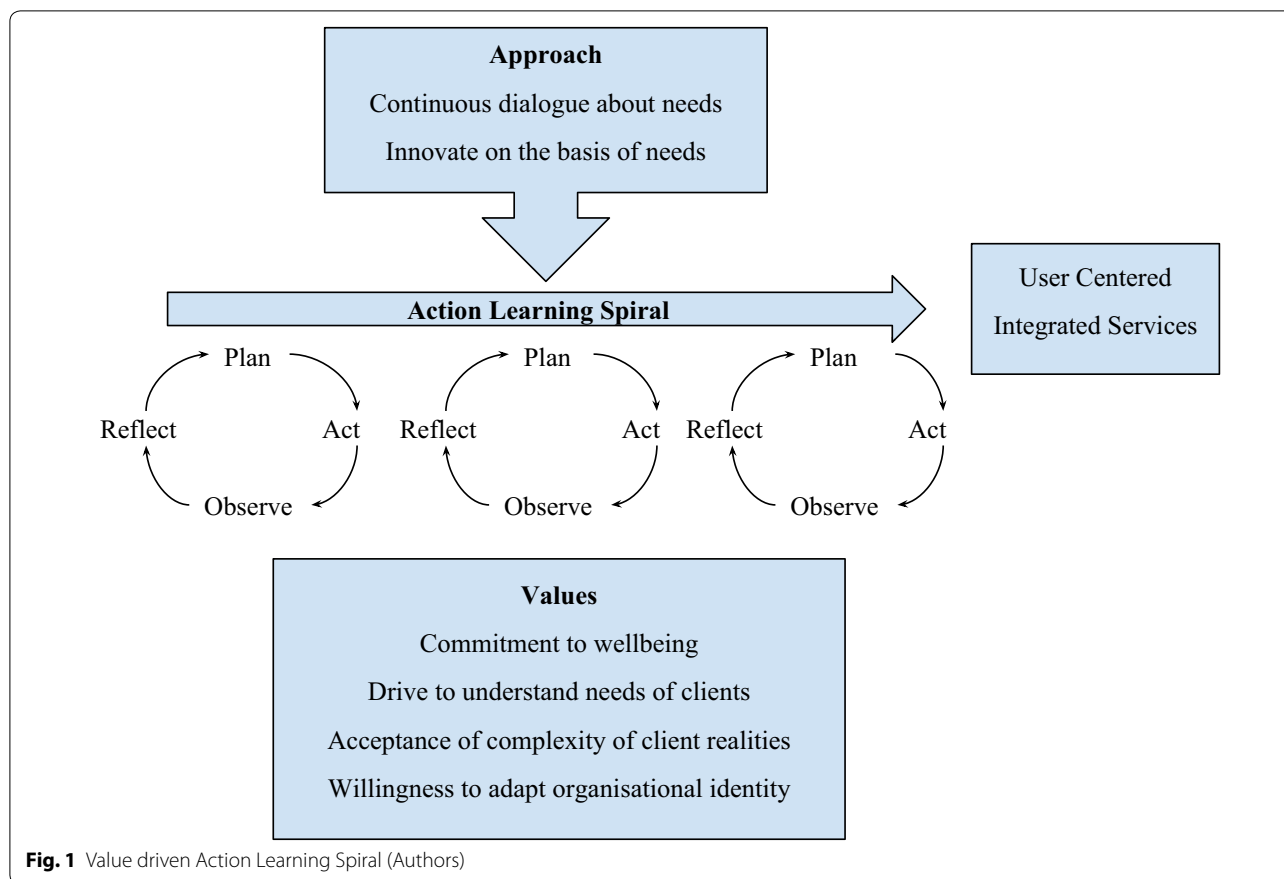 Approach
Continuous dialogue about needs
Innovate on the basis of needs
User Centered
Integrated Services
Action Learning Spiral
Plan
Reflect
Act
Observe
Plan
Reflect
Act
Observe
Plan
Reflect
Act
Observe
Values
Commitment to wellbeing
Drive to understand needs of clients
Acceptance of complexity of client realities
Willingness to adapt organisational identity
Fig. 1 Value driven Action Learning Spiral (Authors)